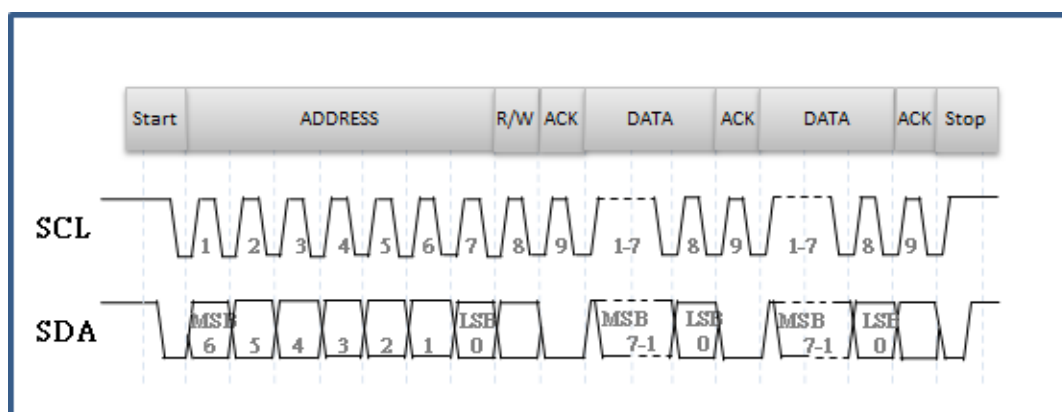 Start ADDRESS R/W ACK DATA ACK DATA ACK Stop
SCL 1 2 3 4 5 6 7 8 9 1-7 8 9 1-7 8 9
MSB LSB MSB LSB MSB LSB
SDA 6 5 4 3 2 1 0 7-1 0 7-1 0